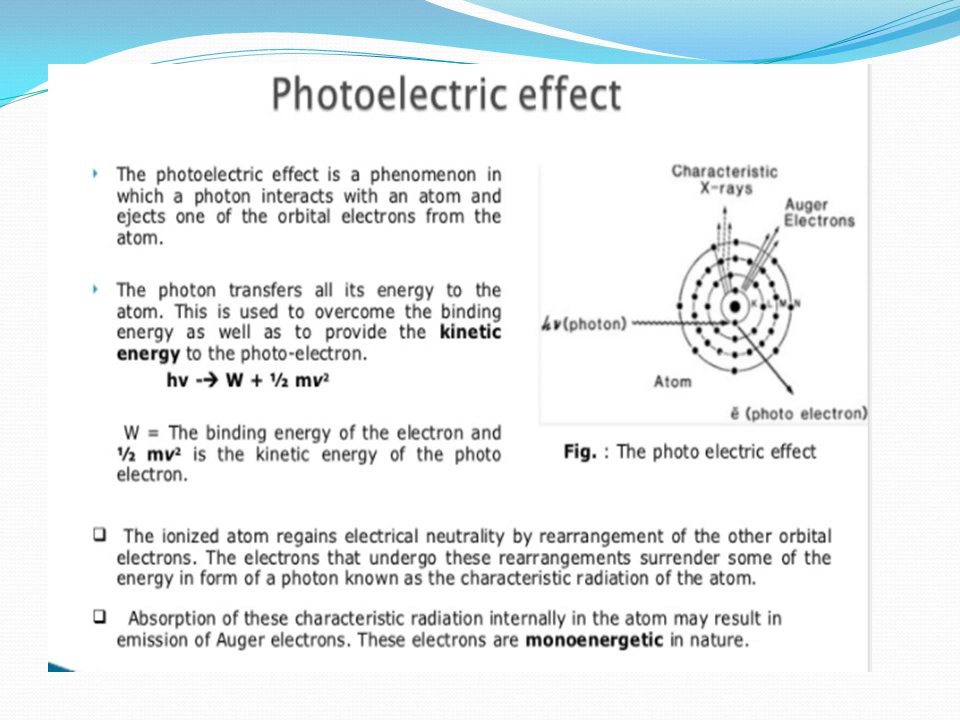 Photoelectric effect
The photoelectric effect is a phenomenon in
which a photon interacts with an atom and
ejects one of the orbital electrons from the
atom.
The photon transfers all its energy to the
atom. This is used to overcome the binding
energy as well as to provide the kinetic
energy to the photo-electron.
hv -→ W + ½ mv²
W = The binding energy of the electron and
½ mv² is the kinetic energy of the photo
electron.
Characteristic
X-rays
Auger
Electrons
K L M N
hν(photon)
Atom
ē (photo electron)
Fig. : The photo electric effect
❑ The ionized atom regains electrical neutrality by rearrangement of the other orbital
electrons. The electrons that undergo these rearrangements surrender some of the
energy in form of a photon known as the characteristic radiation of the atom.
❑ Absorption of these characteristic radiation internally in the atom may result in
emission of Auger electrons. These electrons are monoenergetic in nature.